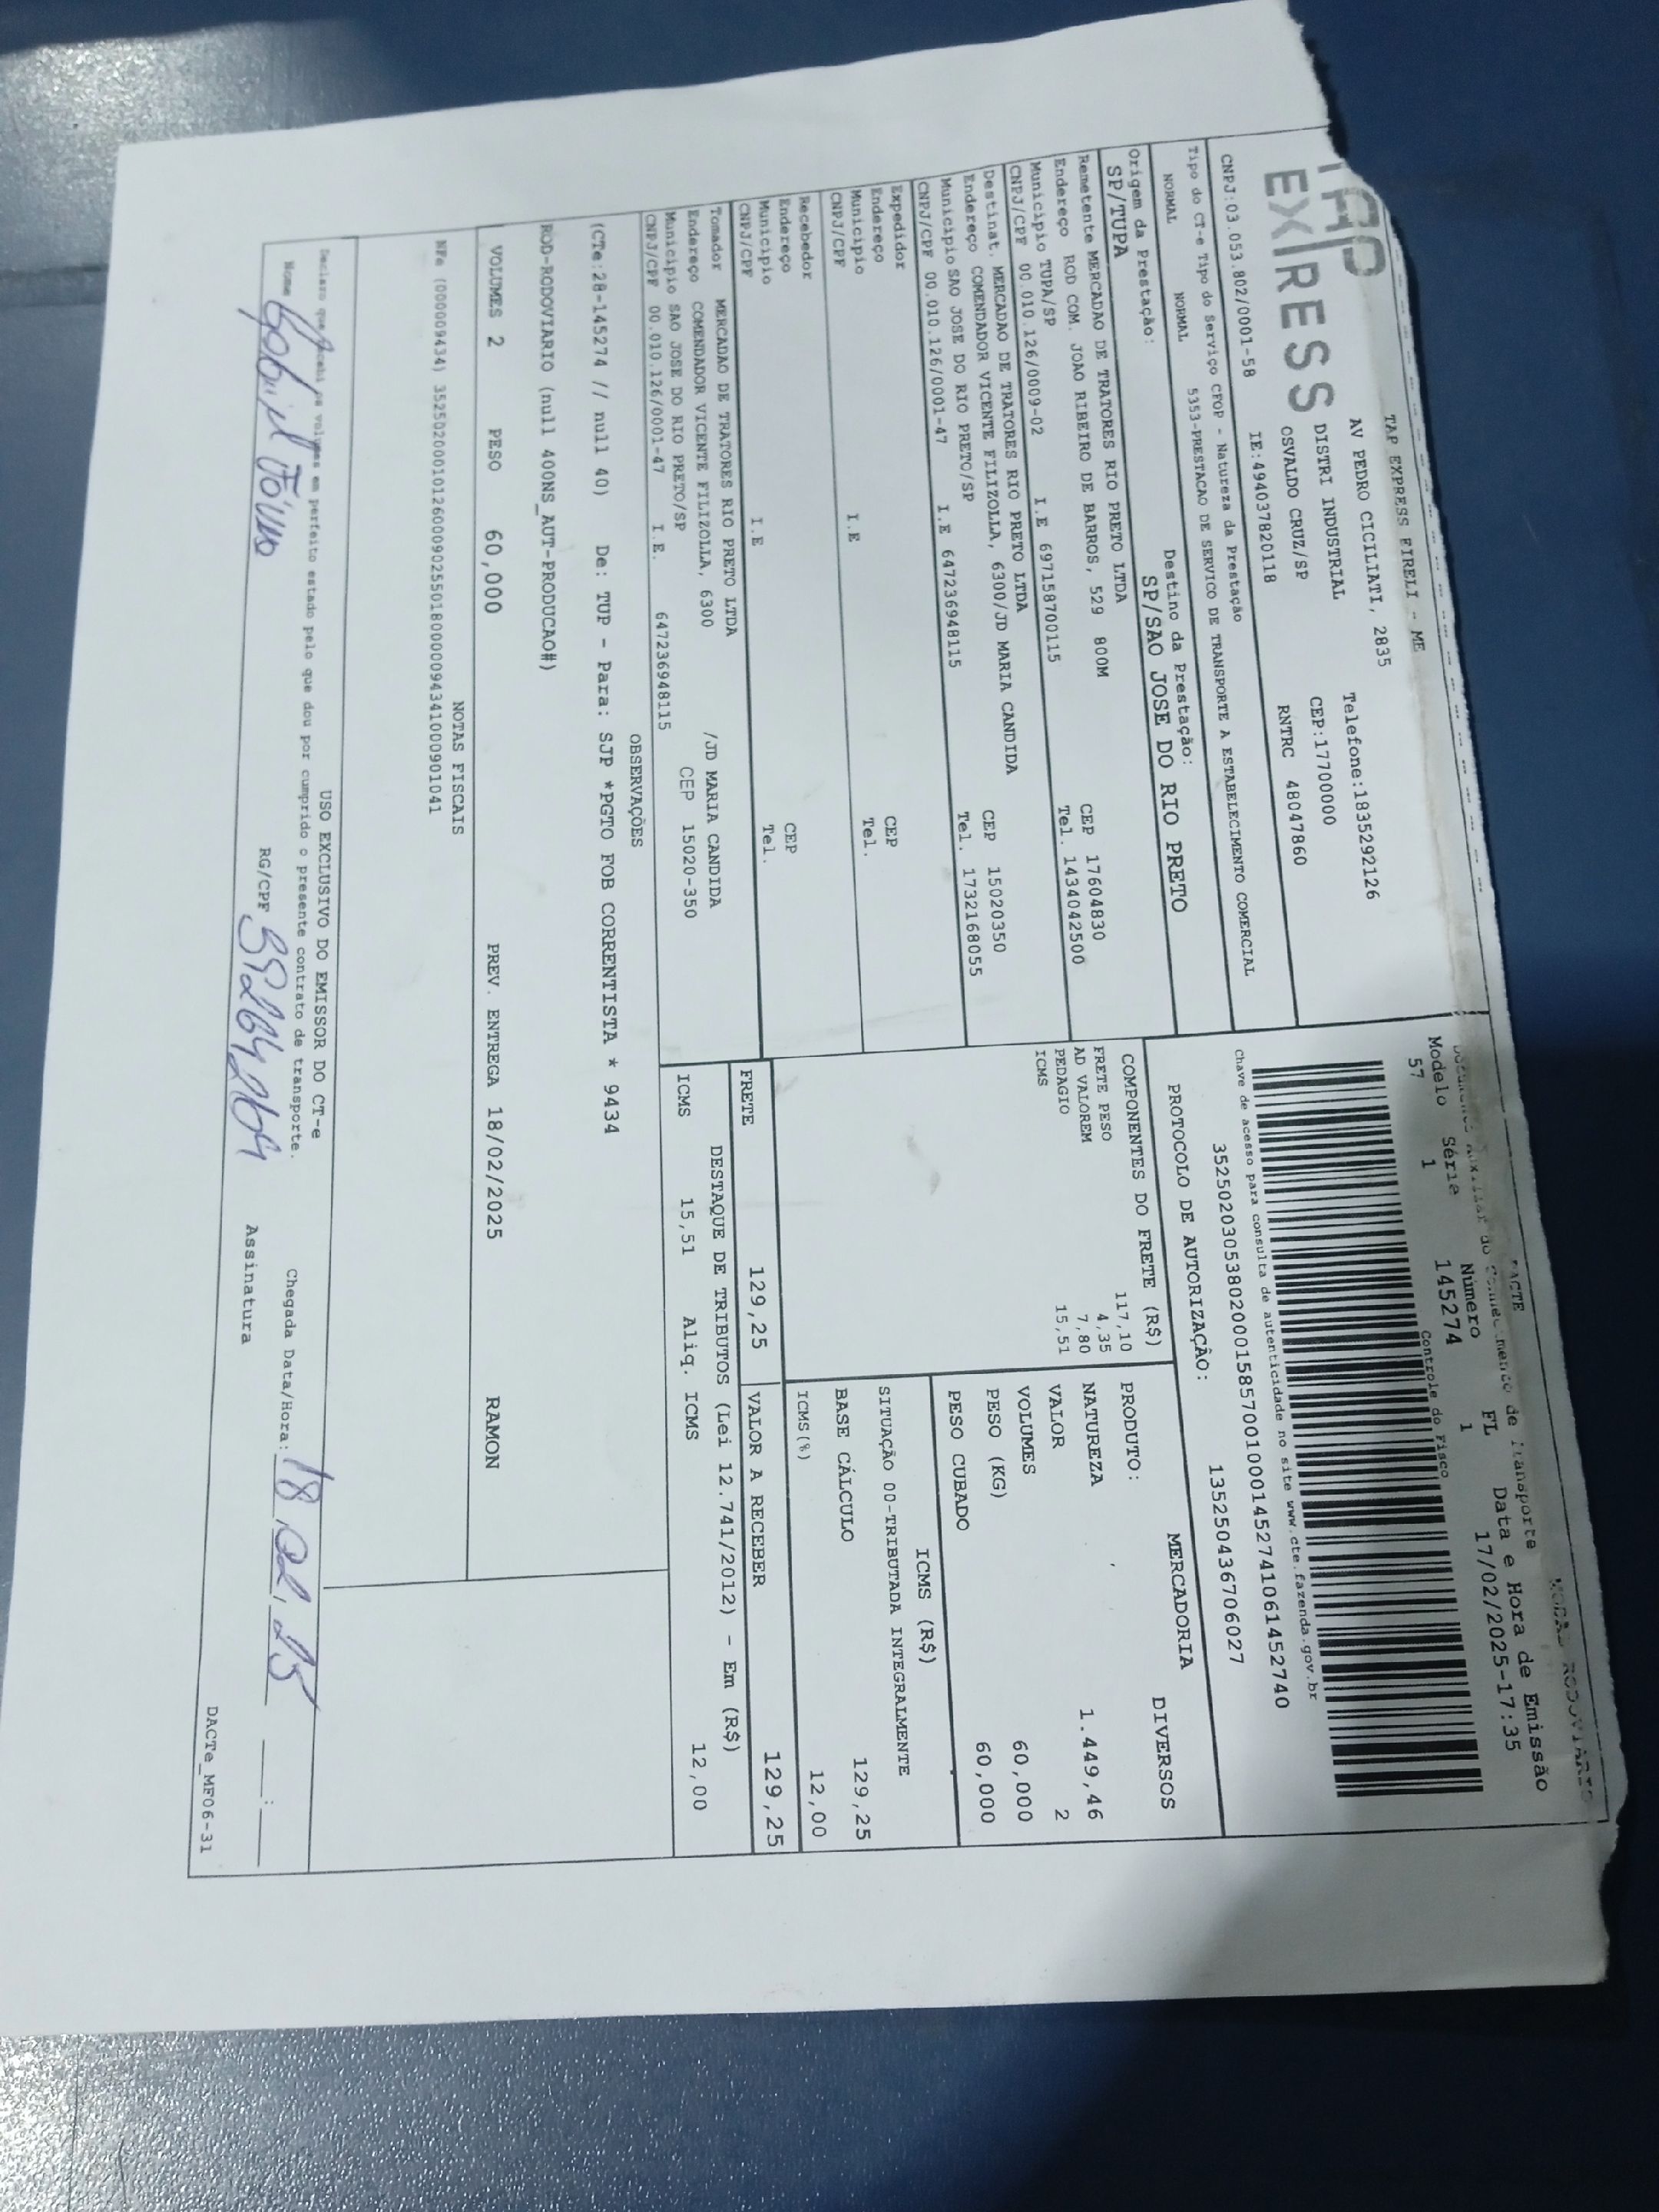 TAP EXPRESS EIRELI - ME
EXPRESS
AV PEDRO CICILIATI, 2835 Telefone:1835292126
DISTRI INDUSTRIAL CEP:17700000
OSVALDO CRUZ/SP RNTRC 48047860
CNPJ:03.053.802/0001-58 IE:494037820118
DACTE
MODAL RODOVIARIO
Documento Auxiliar do Conhecimento de Transporte
Modelo Série Número FL Data e Hora de Emissão
57 1 145274 1 17/02/2025-17:35
Controle do Fisco
Chave de acesso para consulta de autenticidade no site www.cte.fazenda.gov.br
35250203053802000158570010001452741061452740
PROTOCOLO DE AUTORIZAÇÃO: 135250436706027
Tipo do CT-e Tipo do Serviço CFOP - Natureza da Prestação
NORMAL NORMAL 5353-PRESTACAO DE SERVICO DE TRANSPORTE A ESTABELECIMENTO COMERCIAL
Origem da Prestação: Destino da Prestação:
SP/TUPA SP/SAO JOSE DO RIO PRETO
Remetente MERCADAO DE TRATORES RIO PRETO LTDA
Endereço ROD COM. JOAO RIBEIRO DE BARROS, 529 800M CEP 17604830
Municipio TUPA/SP Tel. 1434042500
CNPJ/CPF 00.010.126/0009-02 I.E 697158700115
Destinat. MERCADAO DE TRATORES RIO PRETO LTDA
Endereço COMENDADOR VICENTE FILIZOLLA, 6300/JD MARIA CANDIDA CEP 15020350
Municipio SAO JOSE DO RIO PRETO/SP Tel. 1732168055
CNPJ/CPF 00.010.126/0001-47 I.E 647236948115
Expedidor
Endereço CEP
Municipio Tel.
CNPJ/CPF I.E
Recebedor
Endereço CEP
Municipio Tel.
CNPJ/CPF I.E
Tomador MERCADAO DE TRATORES RIO PRETO LTDA
Endereço COMENDADOR VICENTE FILIZOLLA, 6300 /JD MARIA CANDIDA
Municipio SAO JOSE DO RIO PRETO/SP CEP 15020-350
CNPJ/CPF 00.010.126/0001-47 I.E. 647236948115
COMPONENTES DO FRETE (R$)
FRETE PESO 117,10
AD VALOREM 4,35
PEDAGIO 7,80
ICMS 15,51
MERCADORIA
PRODUTO: DIVERSOS
NATUREZA
VALOR 1.449,46
VOLUMES 2
PESO (KG) 60,000
PESO CUBADO 60,000
ICMS (R$)
SITUAÇÃO 00-TRIBUTADA INTEGRALMENTE
BASE CÁLCULO 129,25
ICMS(%) 12,00
FRETE 129,25 VALOR A RECEBER 129,25
DESTAQUE DE TRIBUTOS (Lei 12.741/2012) - Em (R$)
ICMS 15,51 Aliq. ICMS 12,00
OBSERVAÇÕES
(CTe:28-145274 // null 40) De: TUP - Para: SJP *PGTO FOB CORRENTISTA * 9434
ROD-RODOVIARIO (null 400NS_AUT-PRODUCAO#)
VOLUMES 2 PESO 60,000 PREV. ENTREGA 18/02/2025 RAMON
NOTAS FISCAIS
NFe (000009434) 35250200010126000902550180000094341000901041
USO EXCLUSIVO DO EMISSOR DO CT-e
Declaro que recebi os volumes em perfeito estado pelo que dou por cumprido o presente contrato de transporte.
Chegada Data/Hora: 18,02,25 :
Nome RG/CPF Assinatura
DACTe_MF06-31